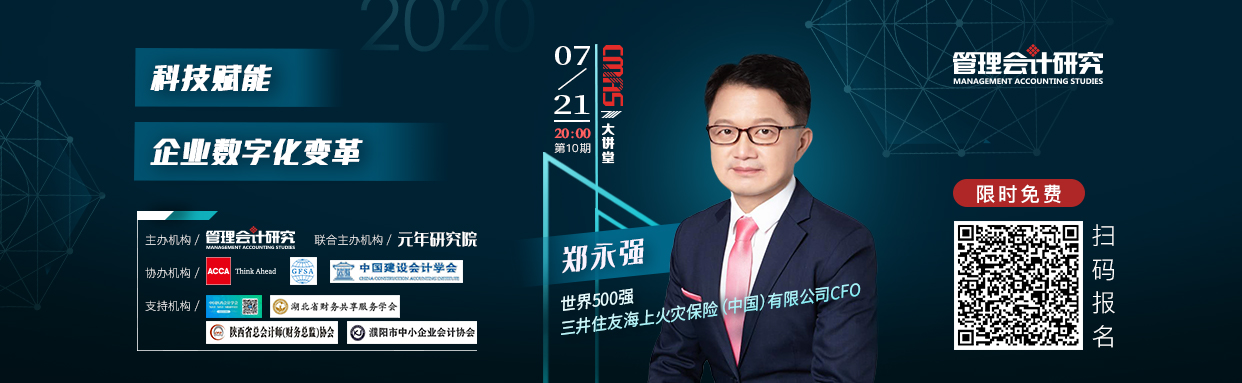 2020
科技赋能
企业数字化变革
主办机构 / 管理会计研究
MANAGEMENT ACCOUNTING STUDIES
联合主办机构 / 元年研究院
协办机构 / ACCA Think Ahead GFSA 中国建设会计学会
支持机构 / 湖北省财务共享服务学会
陕西省总会计师(财务总监)协会 濮阳市中小企业会计协会
07
21
20:00
第10期
CMAS
大讲堂
郑永强
世界500强
三井住友海上火灾保险（中国）有限公司CFO
管理会计研究
MANAGEMENT ACCOUNTING STUDIES
限时免费
扫码报名